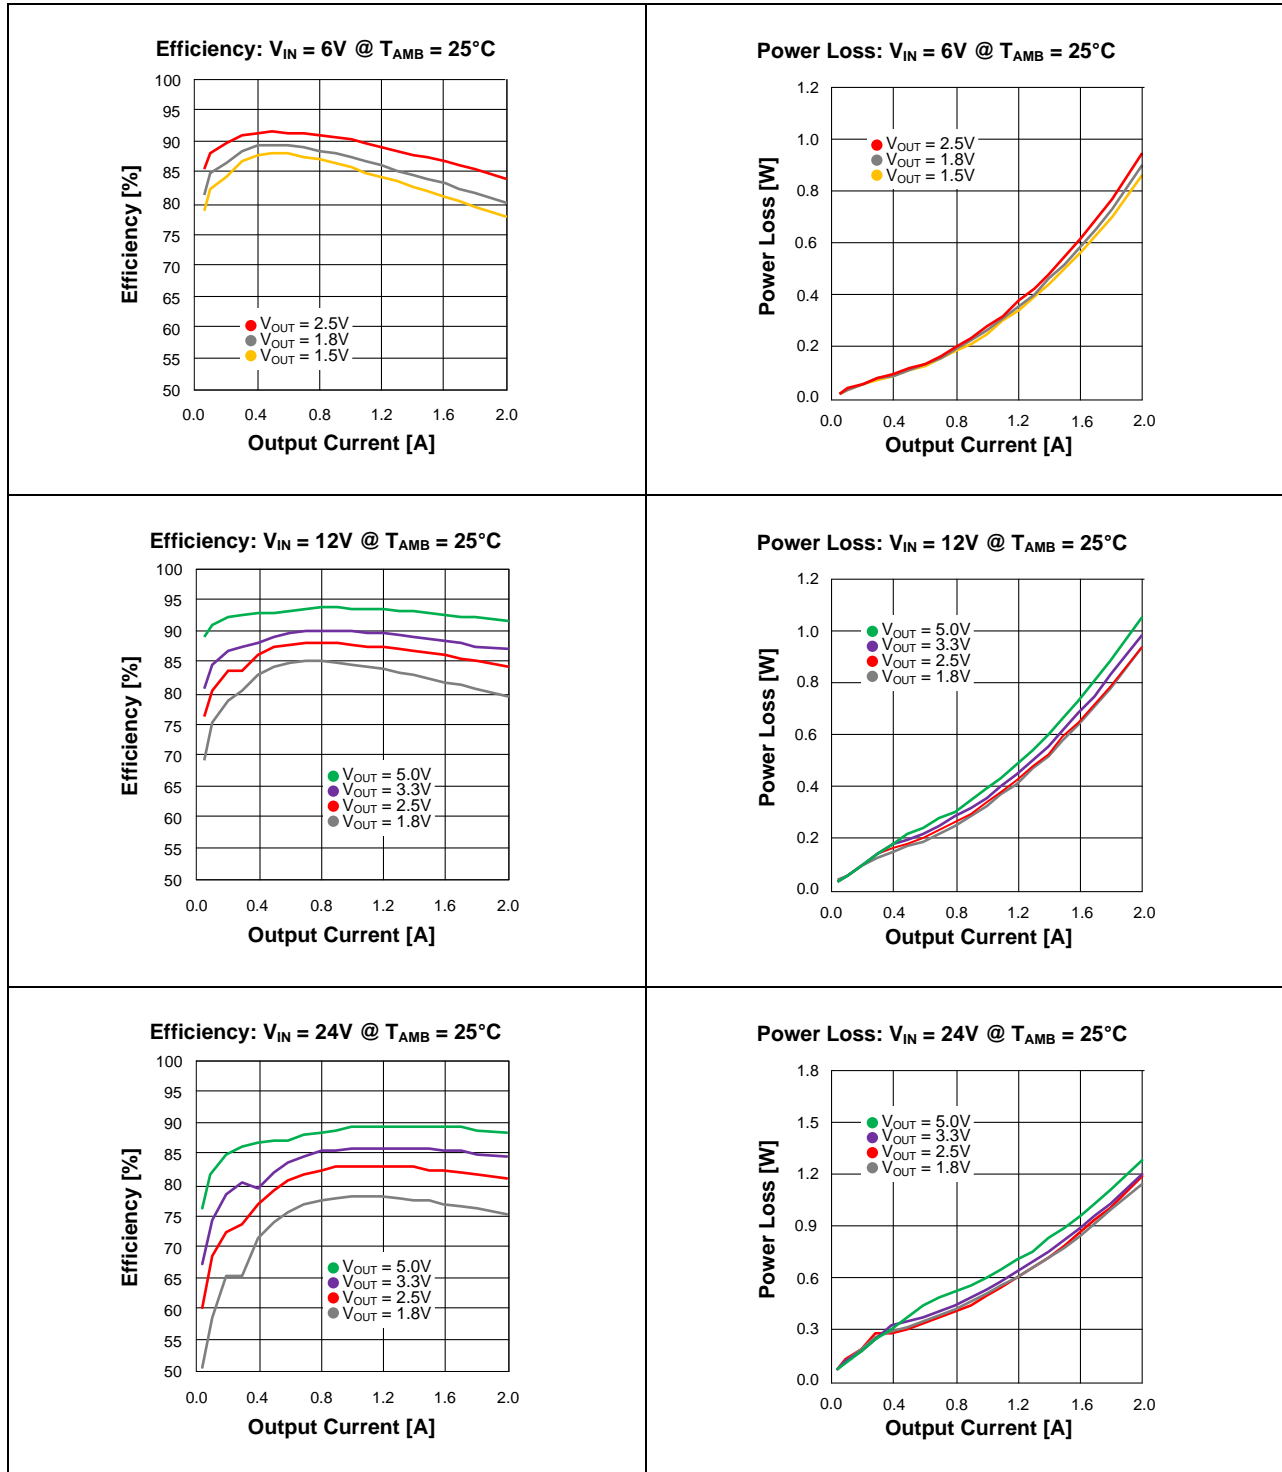 Efficiency: VIN = 6V @ TAMB = 25°C
100
95
90
85
80
75
70
65
60
55
50
Efficiency [%]
VOUT = 2.5V
VOUT = 1.8V
VOUT = 1.5V
0.0 0.4 0.8 1.2 1.6 2.0
Output Current [A]
Power Loss: VIN = 6V @ TAMB = 25°C
1.2
1.0
0.8
0.6
0.4
0.2
0.0
Power Loss [W]
VOUT = 2.5V
VOUT = 1.8V
VOUT = 1.5V
0.0 0.4 0.8 1.2 1.6 2.0
Output Current [A]
Efficiency: VIN = 12V @ TAMB = 25°C
100
95
90
85
80
75
70
65
60
55
50
Efficiency [%]
VOUT = 5.0V
VOUT = 3.3V
VOUT = 2.5V
VOUT = 1.8V
0.0 0.4 0.8 1.2 1.6 2.0
Output Current [A]
Power Loss: VIN = 12V @ TAMB = 25°C
1.2
1.0
0.8
0.6
0.4
0.2
0.0
Power Loss [W]
VOUT = 5.0V
VOUT = 3.3V
VOUT = 2.5V
VOUT = 1.8V
0.0 0.4 0.8 1.2 1.6 2.0
Output Current [A]
Efficiency: VIN = 24V @ TAMB = 25°C
100
95
90
85
80
75
70
65
60
55
50
Efficiency [%]
VOUT = 5.0V
VOUT = 3.3V
VOUT = 2.5V
VOUT = 1.8V
0.0 0.4 0.8 1.2 1.6 2.0
Output Current [A]
Power Loss: VIN = 24V @ TAMB = 25°C
1.8
1.5
1.2
0.9
0.6
0.3
0.0
Power Loss [W]
VOUT = 5.0V
VOUT = 3.3V
VOUT = 2.5V
VOUT = 1.8V
0.0 0.4 0.8 1.2 1.6 2.0
Output Current [A]